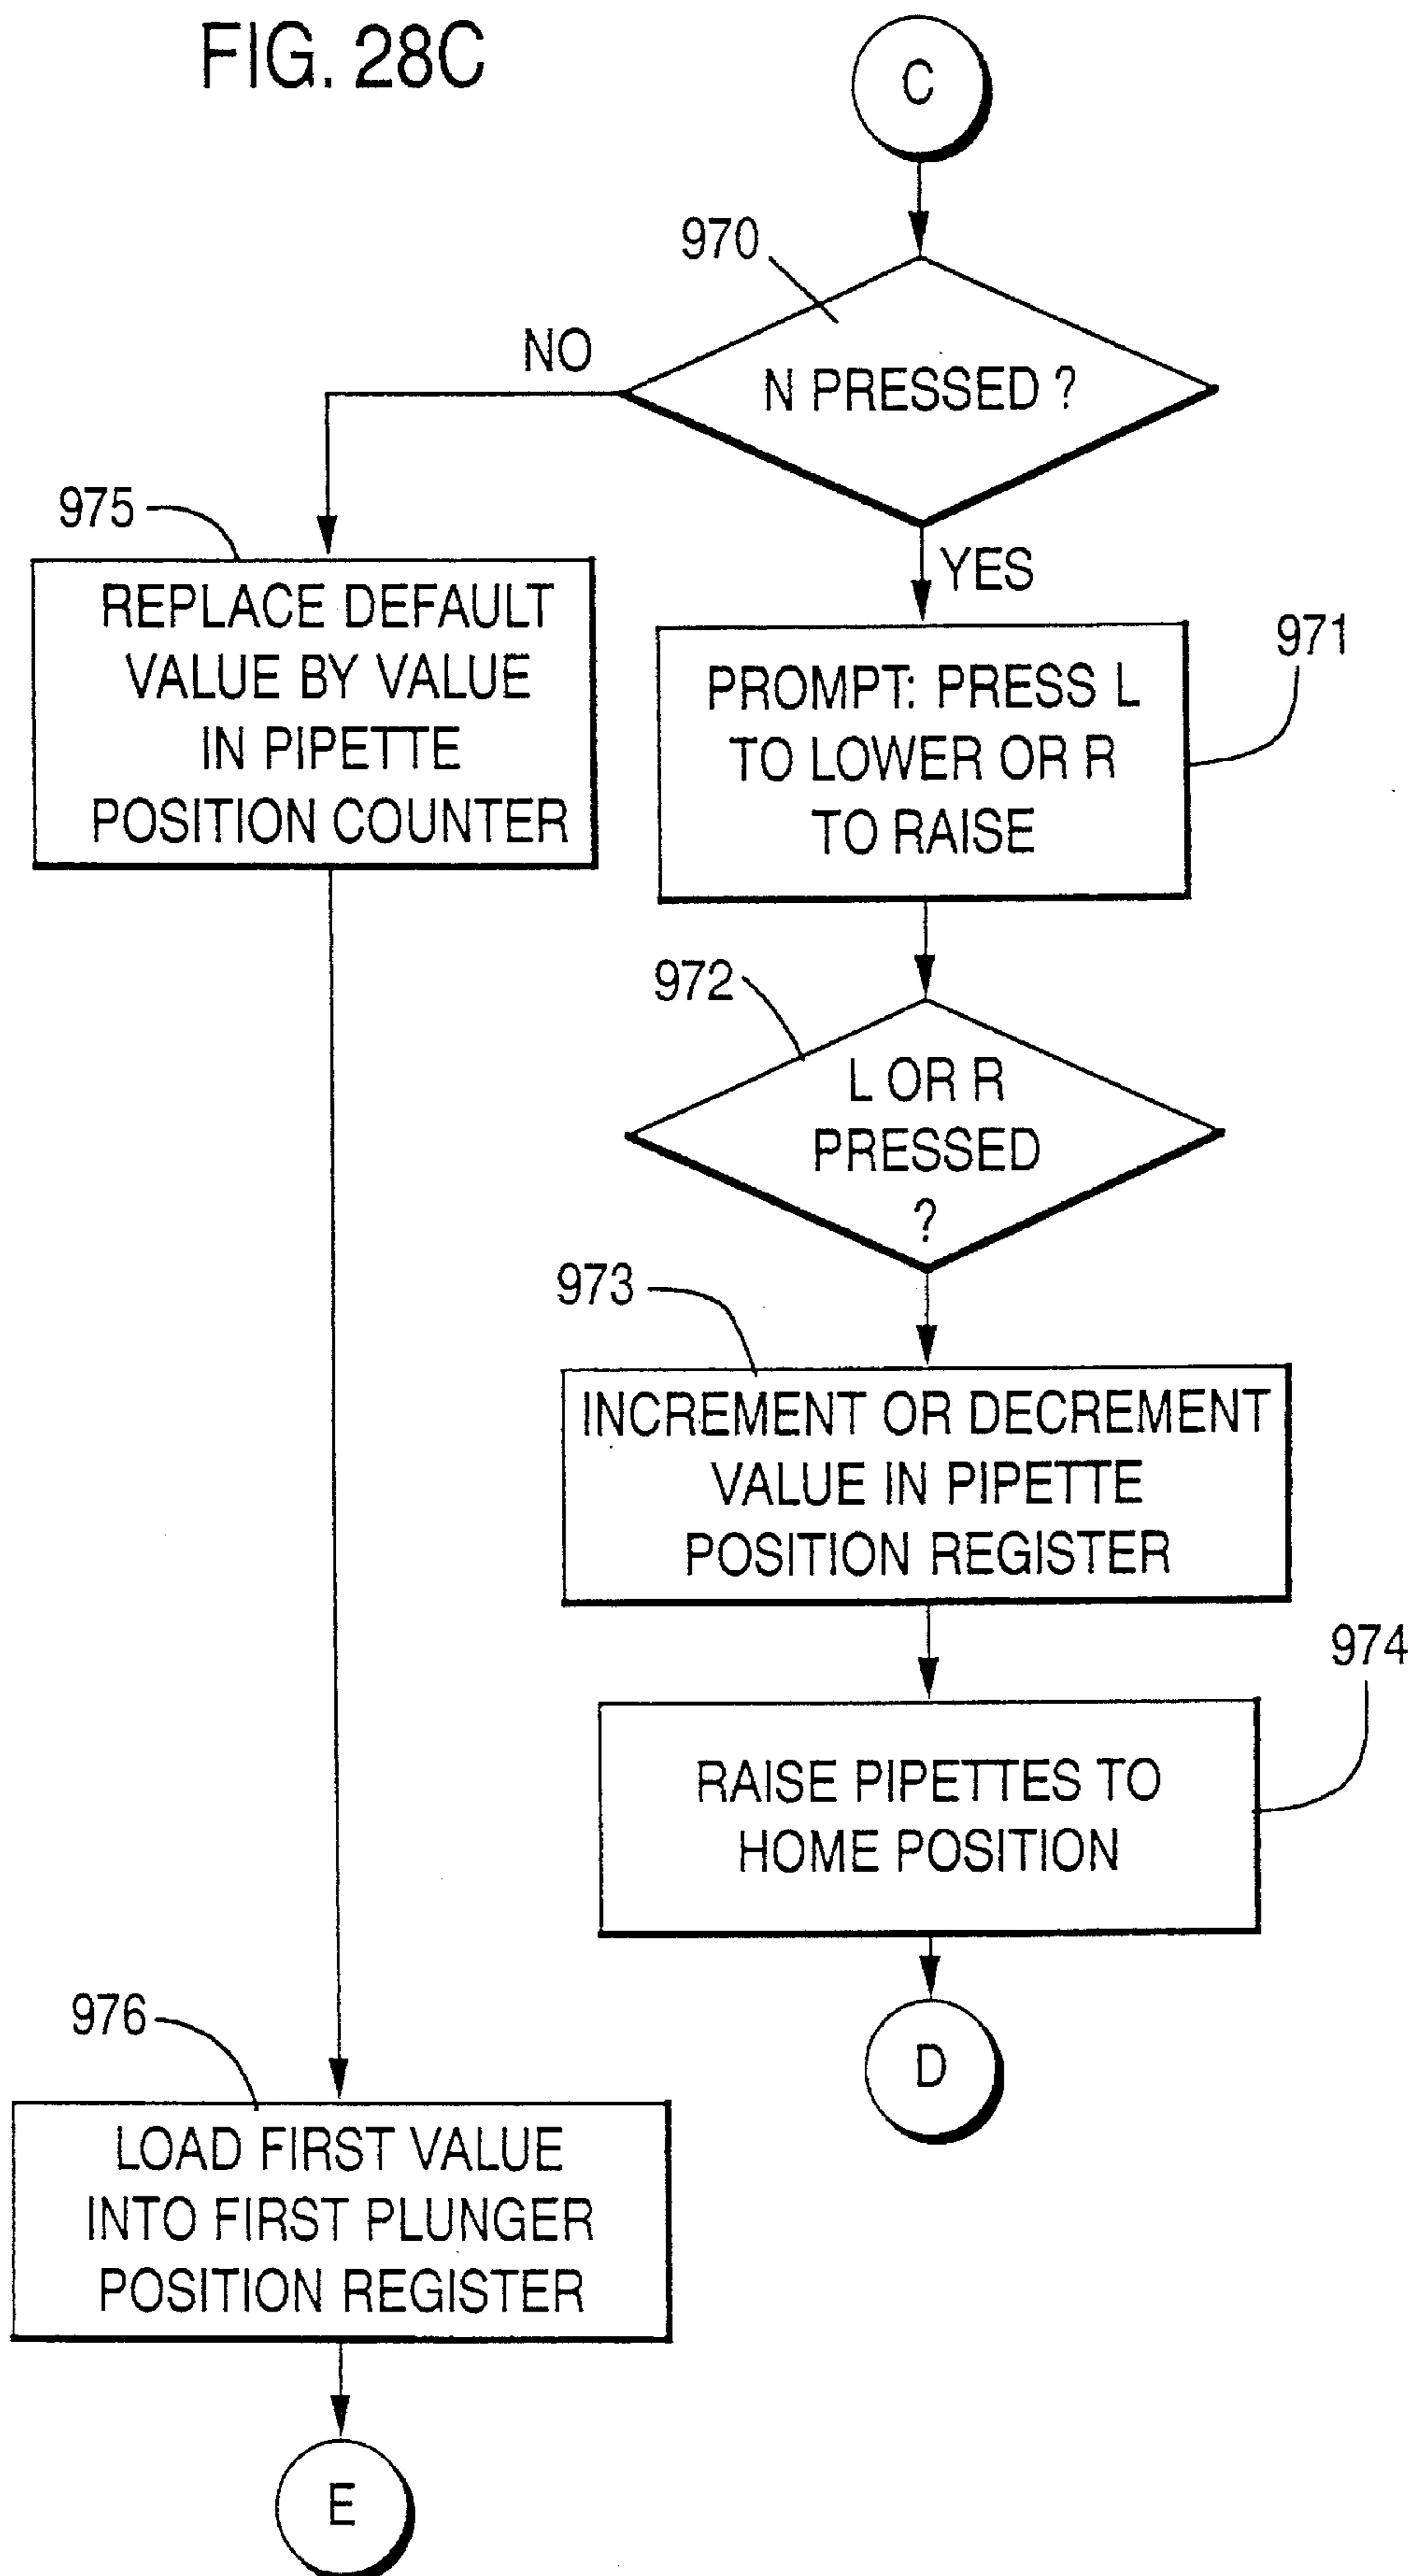 FIG. 28C
C
970
N PRESSED ?
NO
YES
975
REPLACE DEFAULT
VALUE BY VALUE
IN PIPETTE
POSITION COUNTER
971
PROMPT: PRESS L
TO LOWER OR R
TO RAISE
972
L OR R
PRESSED
?
973
INCREMENT OR DECREMENT
VALUE IN PIPETTE
POSITION REGISTER
974
RAISE PIPETTES TO
HOME POSITION
D
976
LOAD FIRST VALUE
INTO FIRST PLUNGER
POSITION REGISTER
E